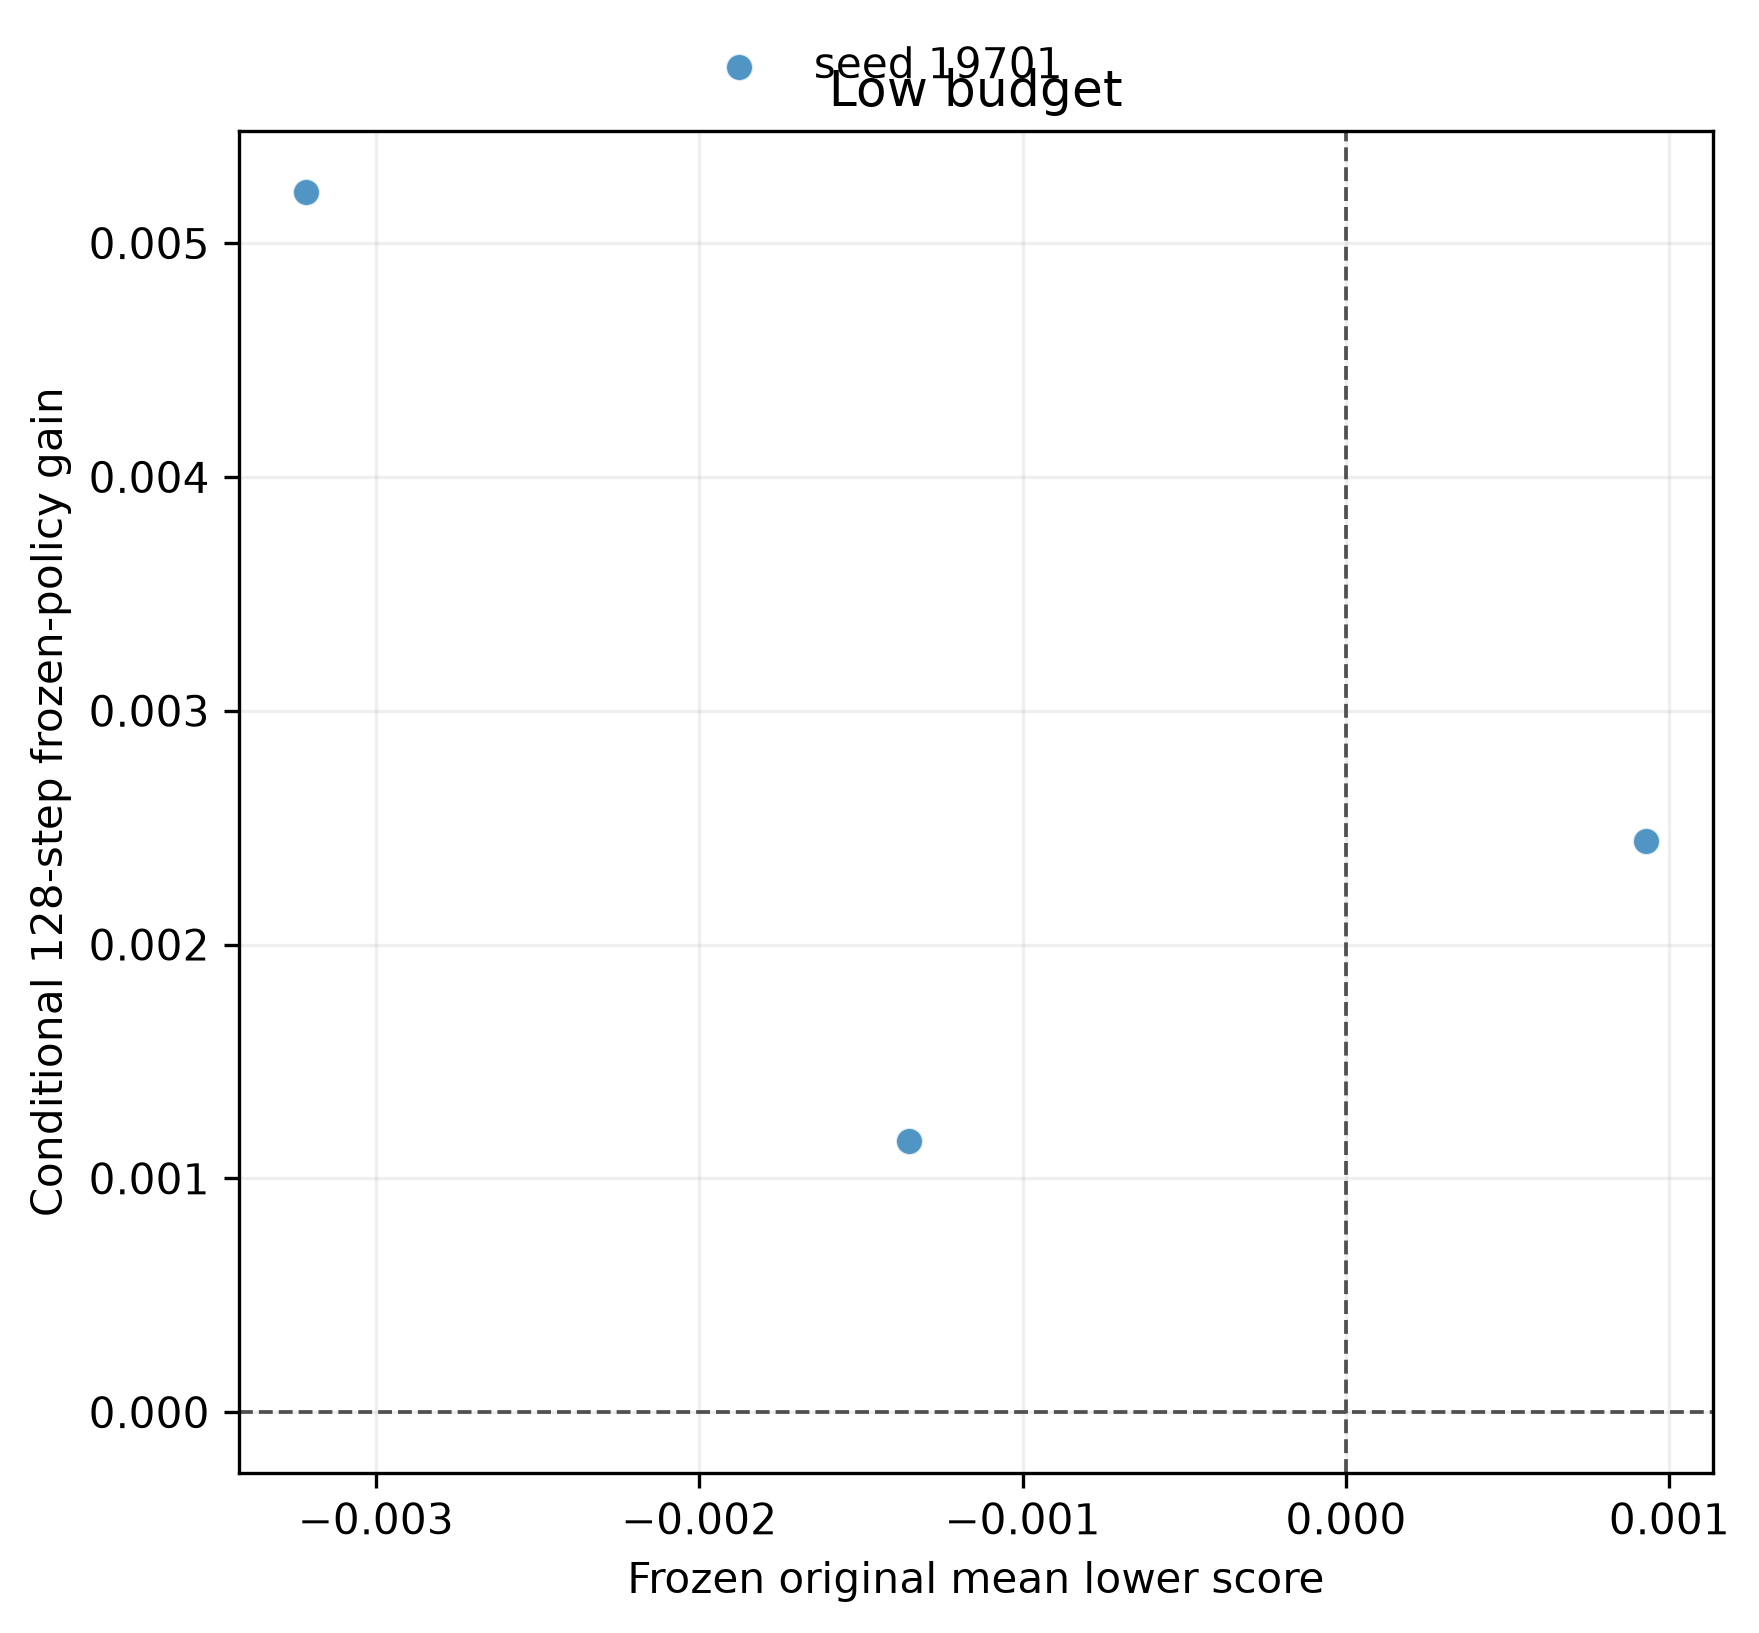 seed 19701
Low budget
Conditional 128-step frozen-policy gain
0.005
0.004
0.003
0.002
0.001
0.000
−0.003
−0.002
−0.001
0.000
0.001
Frozen original mean lower score